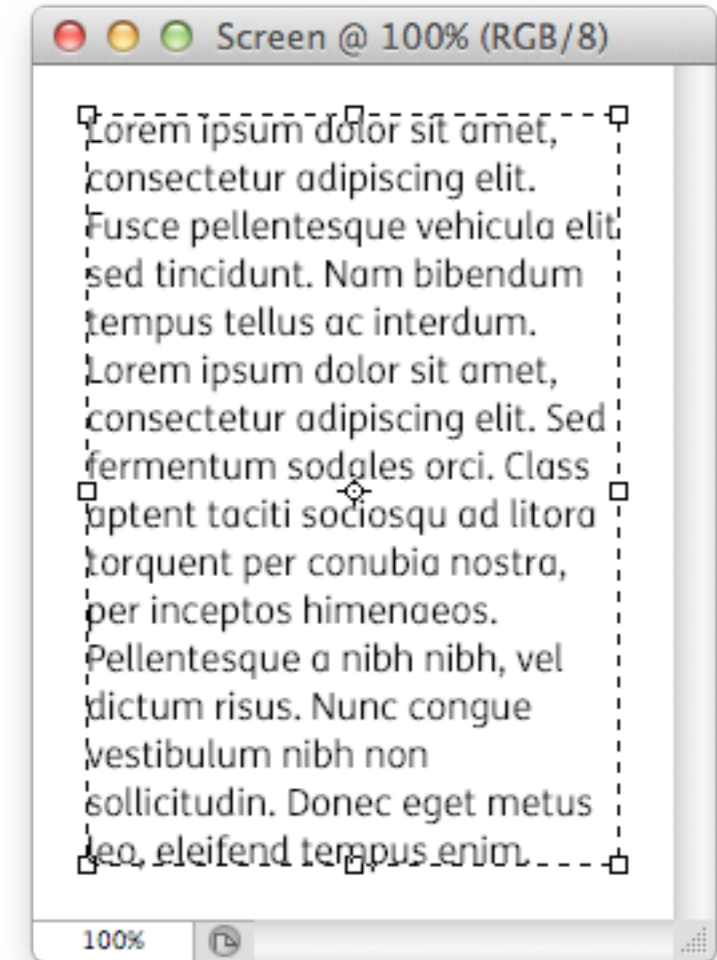 Screen @ 100% (RGB/8)
Lorem ipsum dolor sit amet,
consectetur adipiscing elit.
Fusce pellentesque vehicula elit
sed tincidunt. Nam bibendum
tempus tellus ac interdum.
Lorem ipsum dolor sit amet,
consectetur adipiscing elit. Sed
fermentum sodales orci. Class
aptent taciti sociosqu ad litora
torquent per conubia nostra,
per inceptos himenaeos.
Pellentesque a nibh nibh, vel
dictum risus. Nunc congue
vestibulum nibh non
sollicitudin. Donec eget metus
leo, eleifend tempus enim.
100%